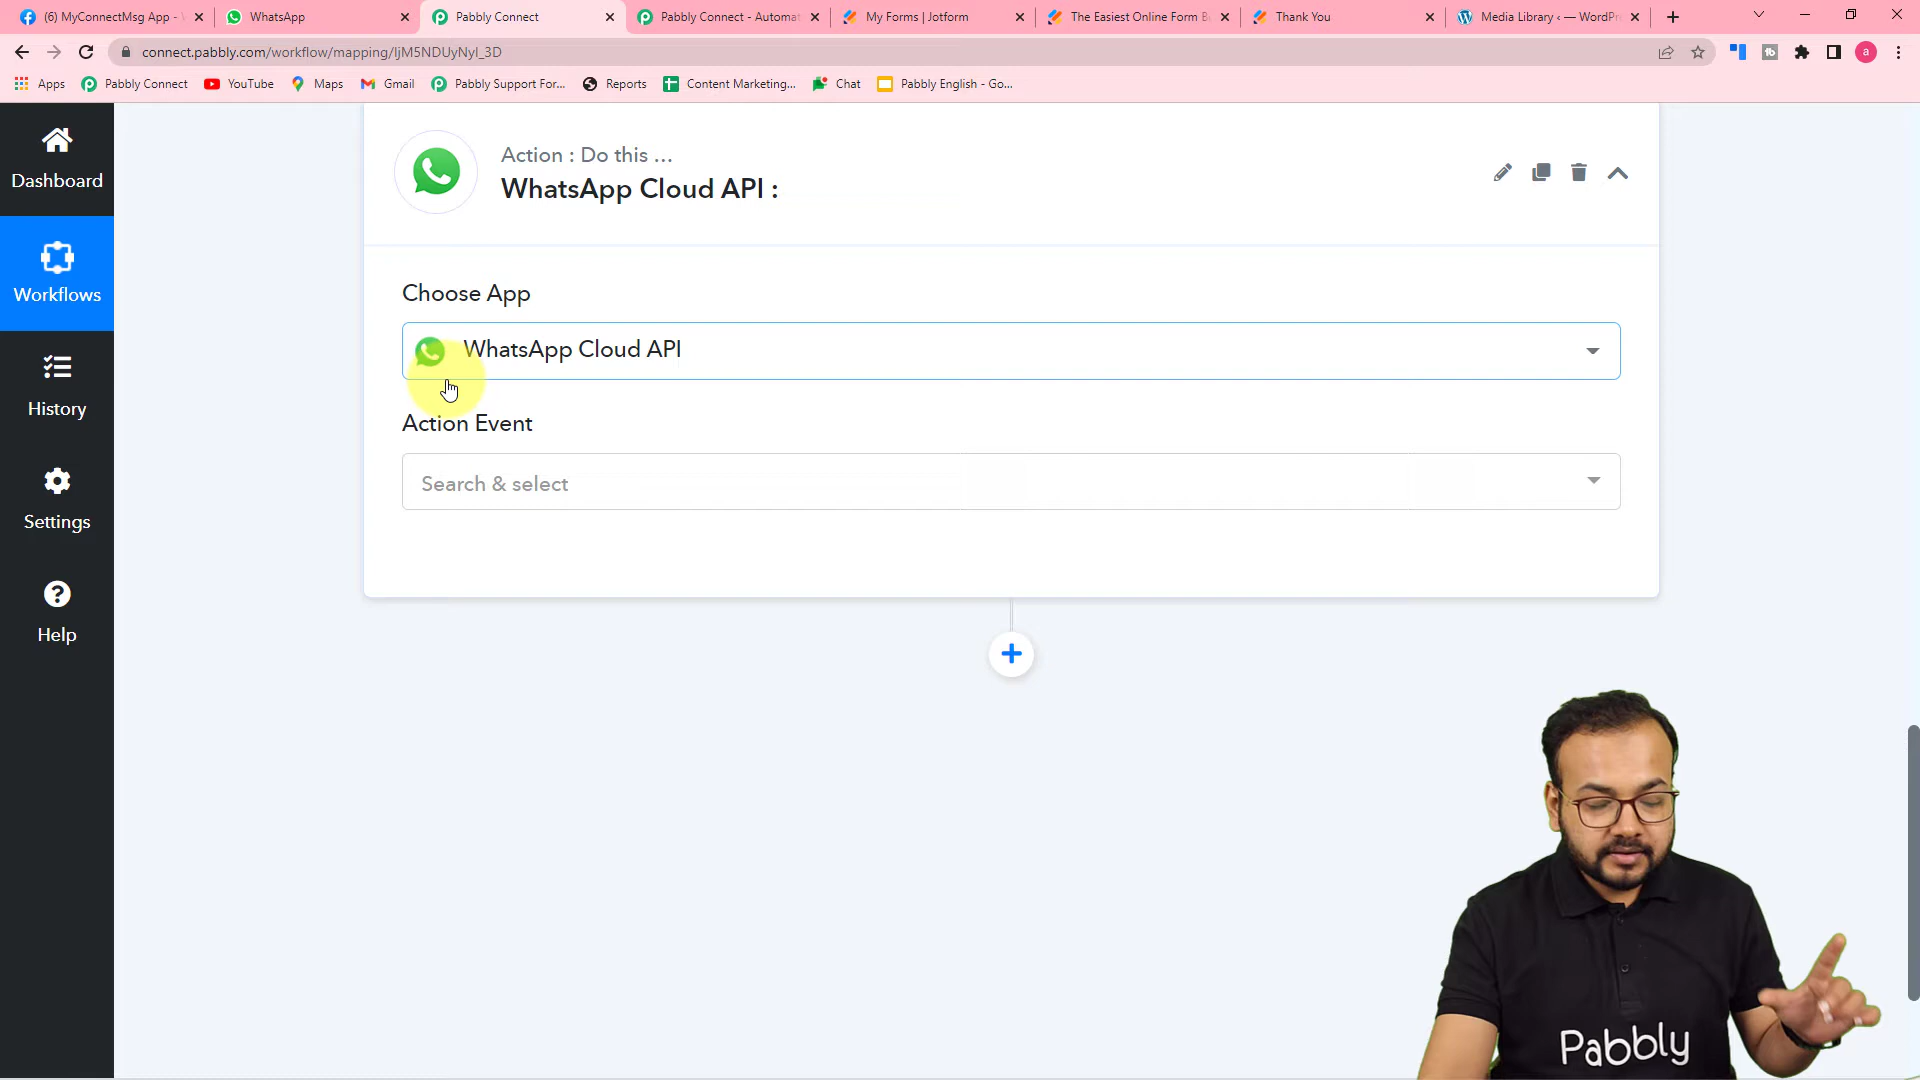 (6) MyConnectMsg App -
WhatsApp
Pabbly Connect
Pabbly Connect - Automat
My Forms | Jotform
The Easiest Online Form B
Thank You
Media Library ‹ — WordPr
connect.pabbly.com/workflow/mapping/IjM5NDUyNyI_3D
a
Apps
Pabbly Connect
YouTube
Maps
Gmail
Pabbly Support For...
Reports
Content Marketing...
Chat
Pabbly English - Go...
Dashboard
Workflows
History
Settings
Help
Action : Do this ...
WhatsApp Cloud API :
Choose App
WhatsApp Cloud API
Action Event
Search & select
Pabbly